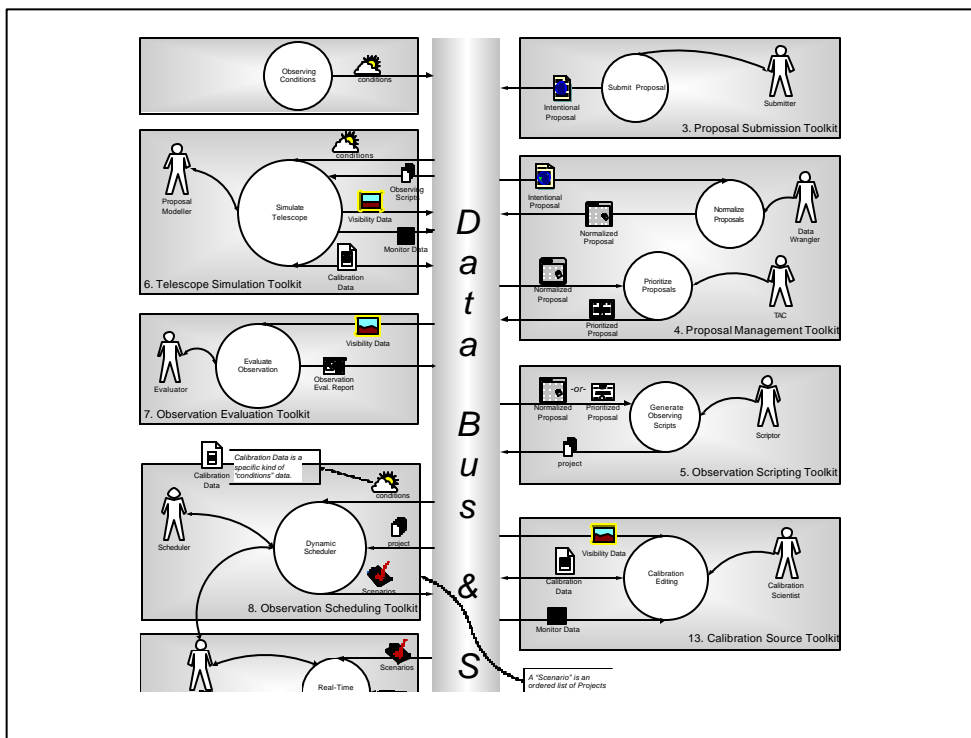 Observing
Conditions
conditions
conditions
Proposal
Modeller
Simulate
Telescope
Observing
Scripts
Visibility Data
Monitor Data
Calibration
Data
6. Telescope Simulation Toolkit
Visibility Data
Evaluate
Observation
Evaluator
Observation
Eval. Report
7. Observation Evaluation Toolkit
Calibration
Data
Calibration Data is a
specific kind of
“conditions” data.
conditions
Scheduler
Dynamic
Scheduler
project
Scenarios
8. Observation Scheduling Toolkit
Scenarios
Real-Time
D
a
t
a
B
u
s
&
S
Submit Proposal
Intentional
Proposal
Submitter
3. Proposal Submission Toolkit
Intentional
Proposal
Normalize
Proposals
Normalized
Proposal
Data
Wrangler
Normalized
Proposal
Prioritize
Proposals
Prioritized
Proposal
TAC
4. Proposal Management Toolkit
-or-
Normalized
Proposal
Prioritized
Proposal
Generate
Observing
Scripts
Scriptor
project
5. Observation Scripting Toolkit
Visibility Data
Calibration
Data
Calibration
Editing
Calibration
Scientist
Monitor Data
13. Calibration Source Toolkit
A “Scenario” is an
ordered list of Projects